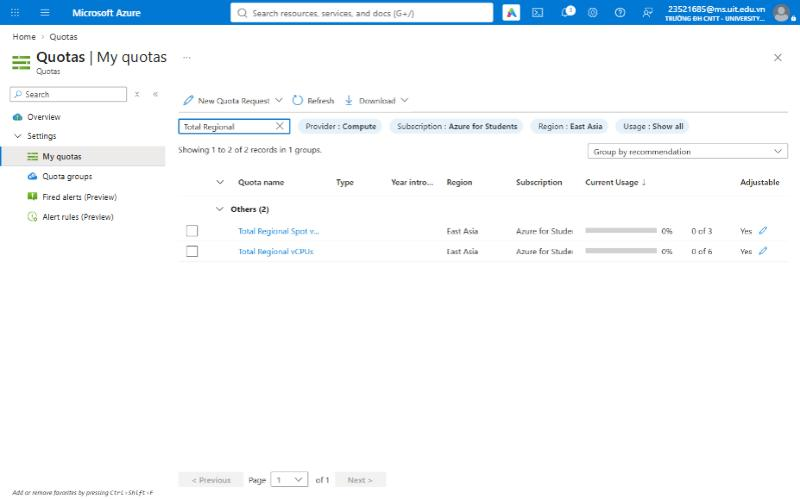 Microsoft Azure
Search resources, services, and docs (G+/)
1
23521685@ms.uit.edu.vn
TRƯỜNG ĐH CNTT - UNIVERSITY...
Home > Quotas
Quotas | My quotas ...
Quotas
Search
Overview
Settings
My quotas
Quota groups
Fired alerts (Preview)
Alert rules (Preview)
New Quota Request Refresh Download
Total Regional
Provider : Compute
Subscription : Azure for Students
Region : East Asia
Usage : Show all
Showing 1 to 2 of 2 records in 1 groups.
Group by recommendation
Quota name Type Year intro... Region Subscription Current Usage ↓ Adjustable
Others (2)
Total Regional Spot v... East Asia Azure for Studen 0% 0 of 3 Yes
Total Regional vCPUs East Asia Azure for Studen 0% 0 of 6 Yes
< Previous Page 1 of 1 Next >
Add or remove favorites by pressing Ctrl+Shift+F